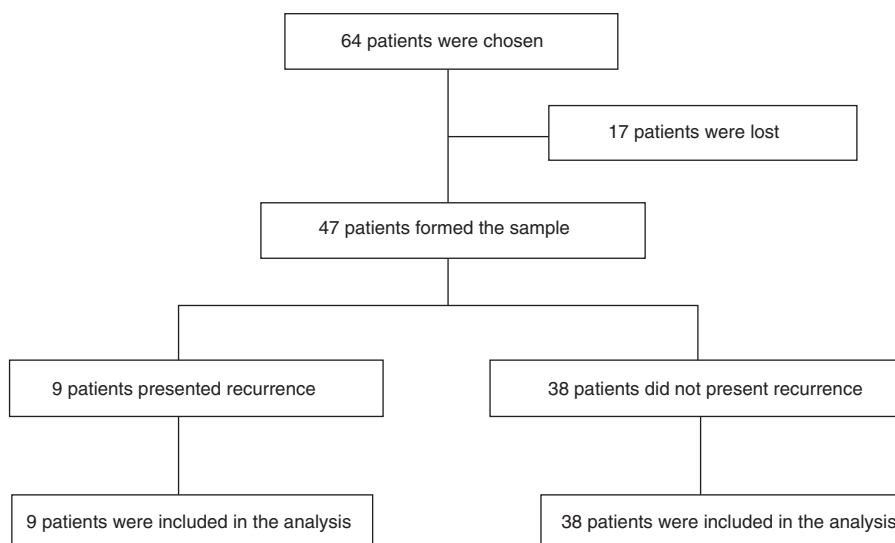 64 patients were chosen
17 patients were lost
47 patients formed the sample
9 patients presented recurrence
38 patients did not present recurrence
9 patients were included in the analysis
38 patients were included in the analysis